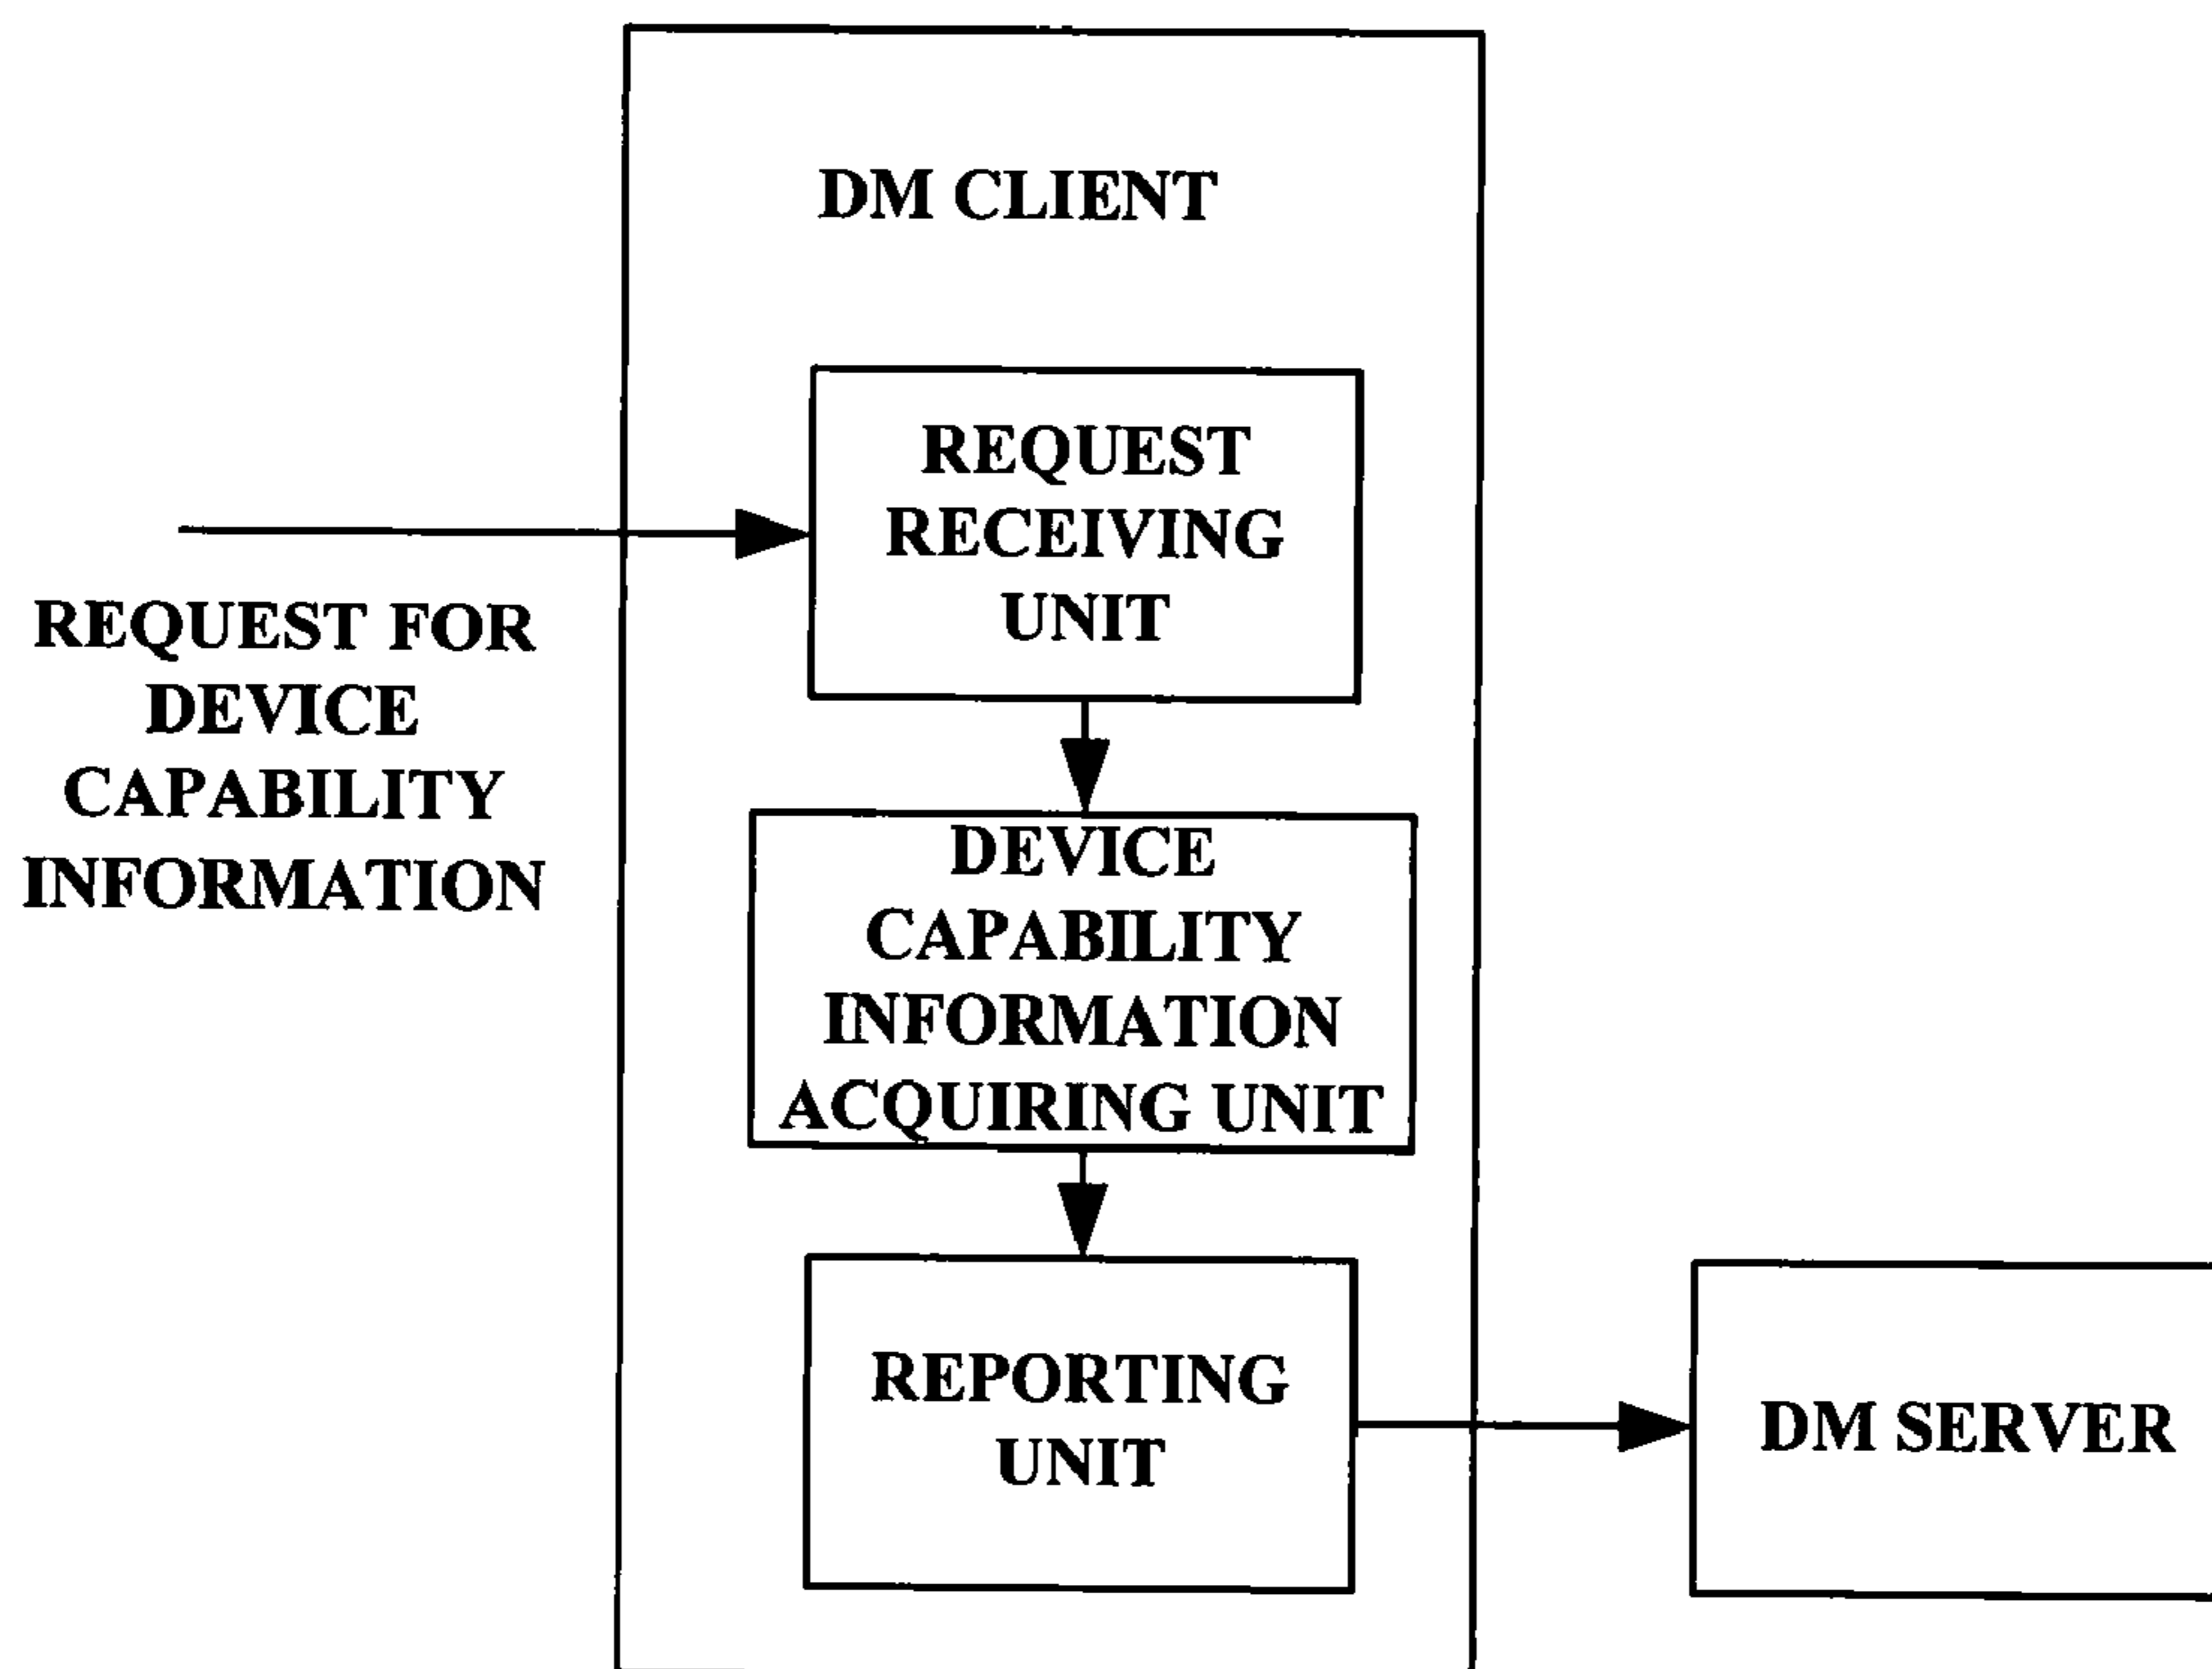 DM CLIENT
REQUEST
RECEIVING
UNIT
REQUEST FOR
DEVICE
CAPABILITY
INFORMATION
DEVICE
CAPABILITY
INFORMATION
ACQUIRING UNIT
REPORTING
UNIT
DM SERVER